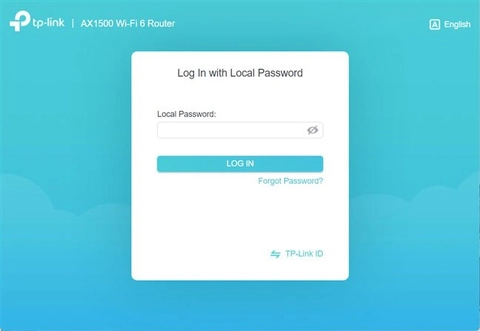 tp-link | AX1500 Wi-Fi 6 Router
A English
Log In with Local Password
Local Password:
LOG IN
Forgot Password?
TP-Link ID